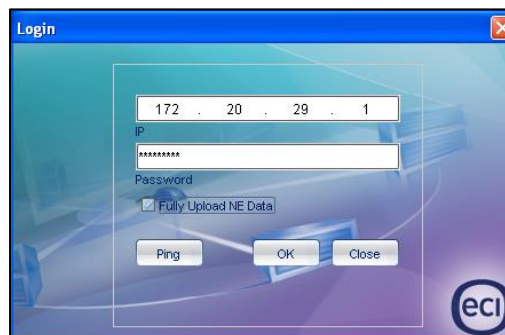 Login
172 . 20 . 29 . 1
IP
*********
Password
Fully Upload NE Data
Ping OK Close
eci